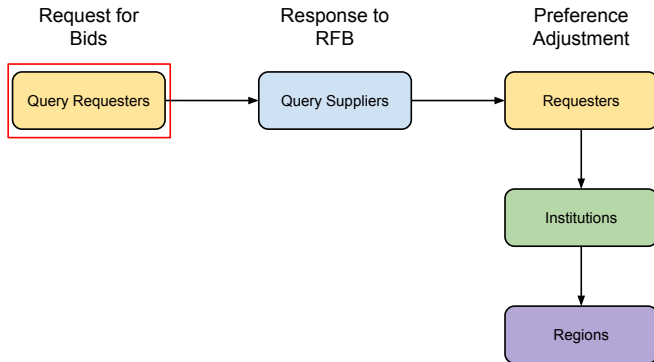 Request for
Bids
Response to
RFB
Preference
Adjustment
Query Requesters
Query Suppliers
Requesters
Institutions
Regions